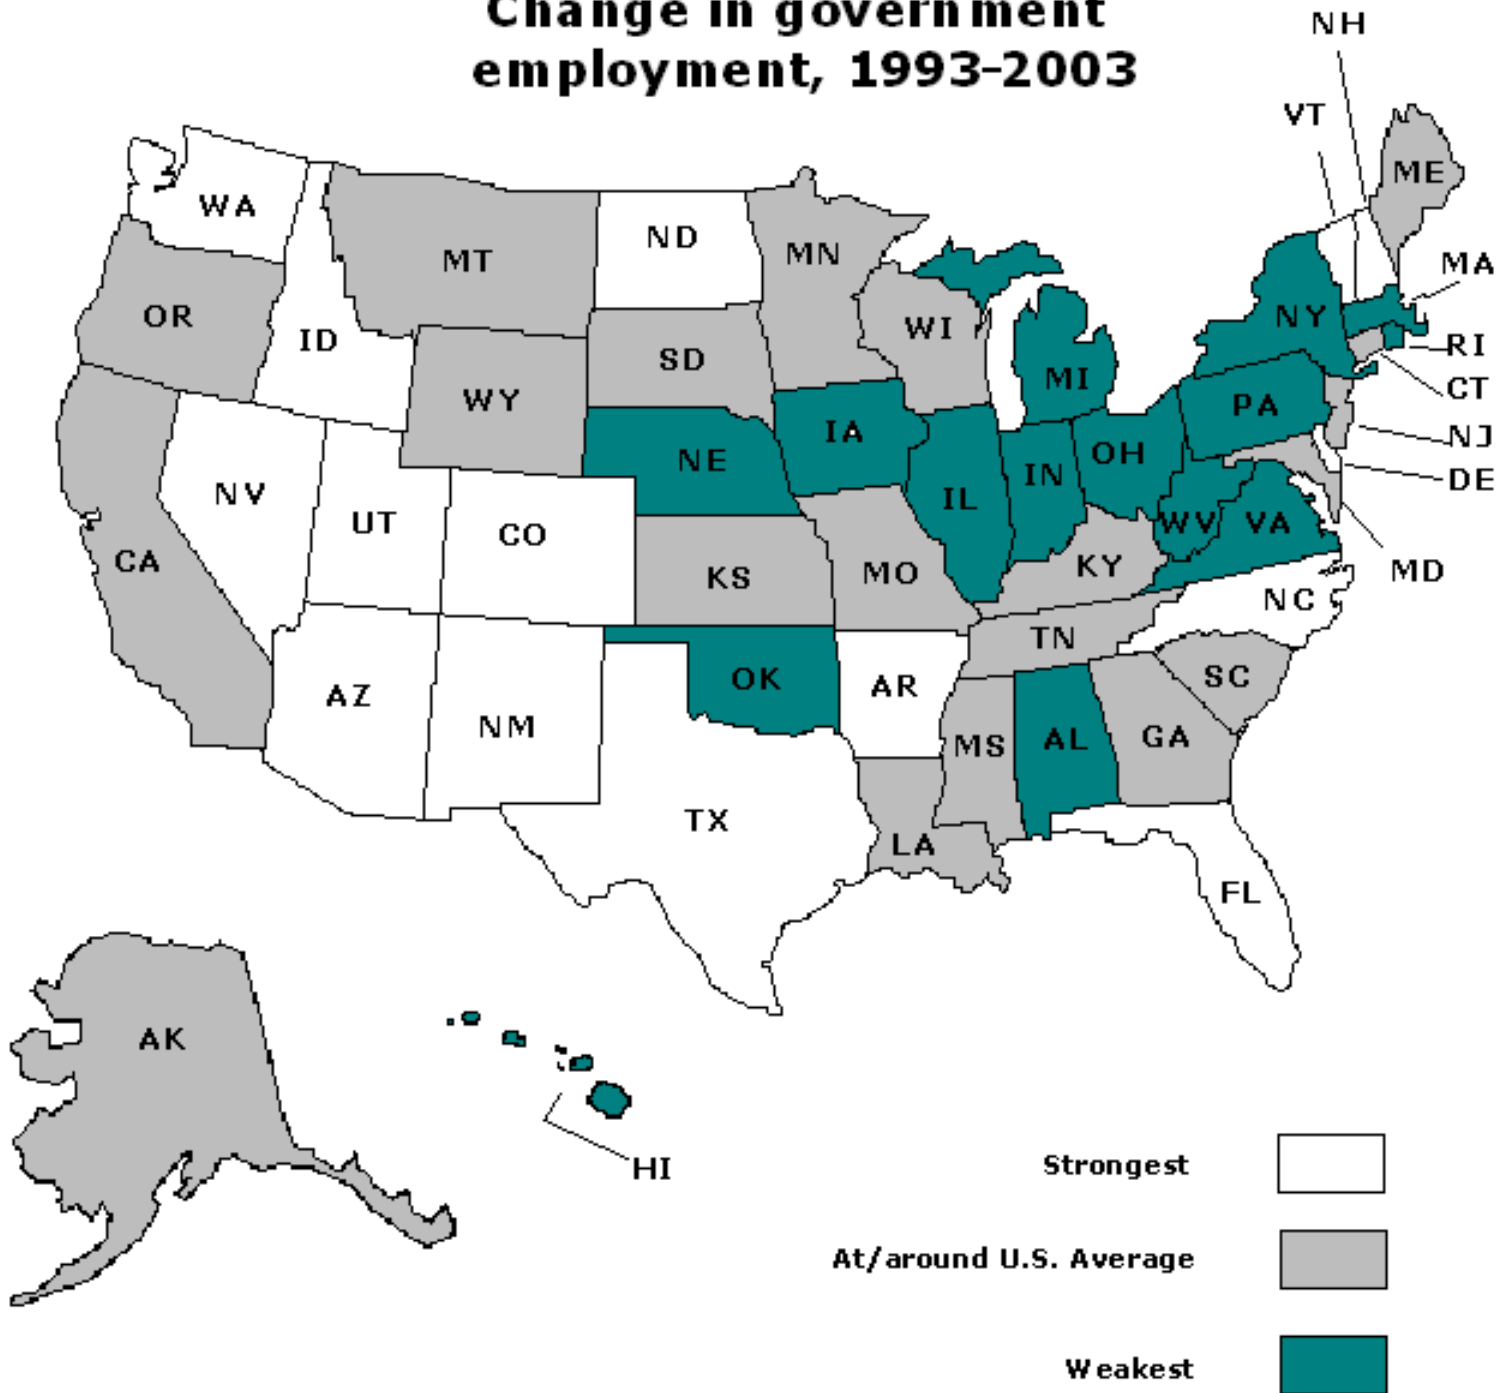 Change in government
employment, 1993-2003
NH
VT
ME
WA
ND
MT
MN
MA
OR
ID
WI
NY
SD
RI
MI
CT
WY
PA
IA
NJ
NE
OH
IN
DE
NV
IL
UT
CO
WV
VA
CA
KS
MO
KY
MD
NC
TN
AZ
OK
AR
SC
NM
MS
AL
GA
TX
LA
FL
AK
HI
Strongest
At/around U.S. Average
Weakest